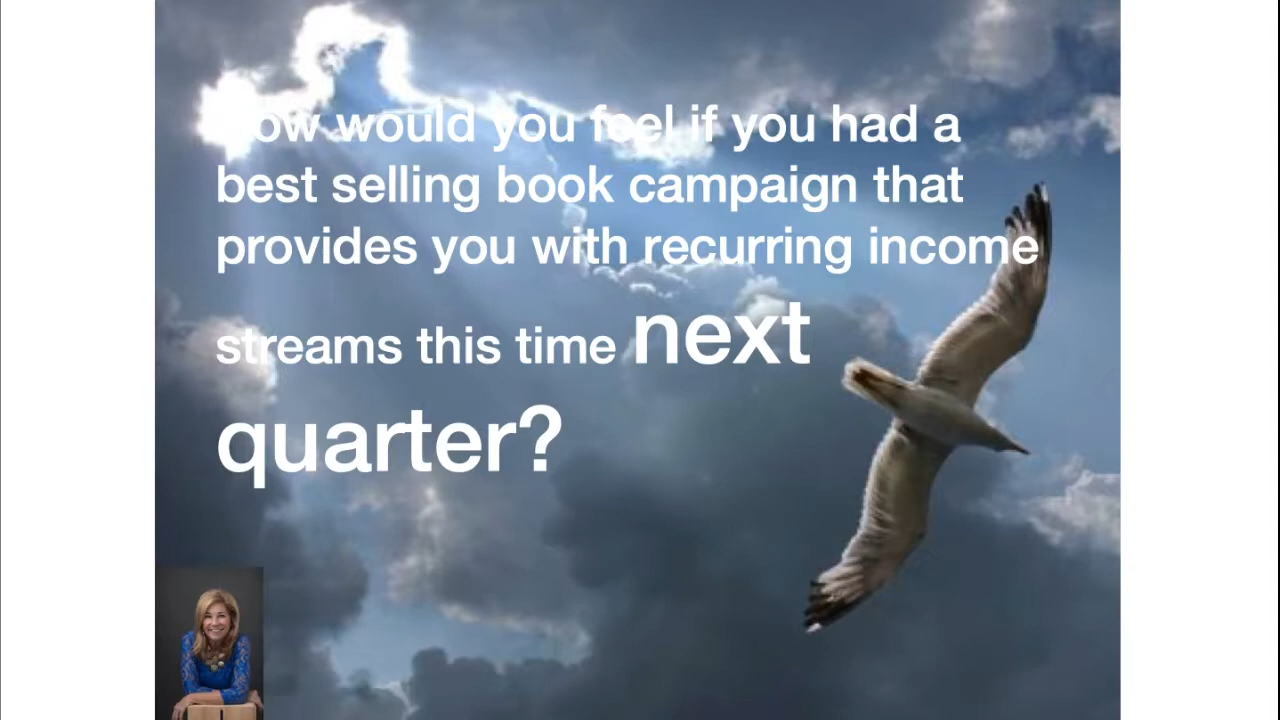 How would you feel if you had a
best selling book campaign that
provides you with recurring income
streams this time next
quarter?